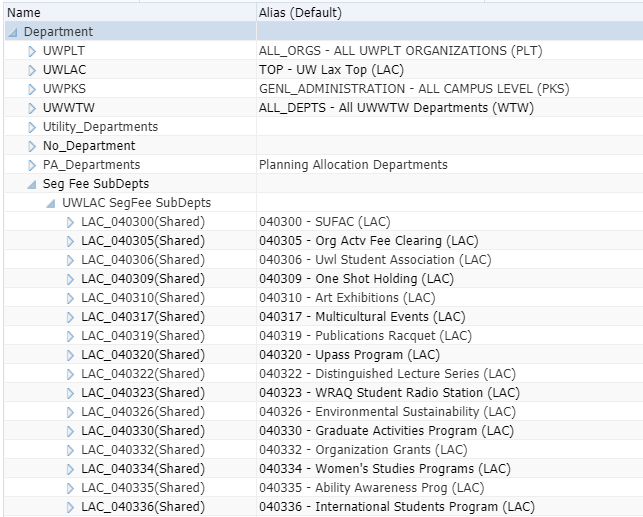 Name Alias (Default)
Department
UWPLT ALL_ORGS - ALL UWPLT ORGANIZATIONS (PLT)
UWLAC TOP - UW Lax Top (LAC)
UWPKS GENL_ADMINISTRATION - ALL CAMPUS LEVEL (PKS)
UWWTW ALL_DEPTS - All UWWTW Departments (WTW)
Utility_Departments
No_Department
PA_Departments Planning Allocation Departments
Seg Fee SubDepts
UWLAC SegFee SubDepts
LAC_040300(Shared) 040300 - SUFAC (LAC)
LAC_040305(Shared) 040305 - Org Actv Fee Clearing (LAC)
LAC_040306(Shared) 040306 - Uwl Student Association (LAC)
LAC_040309(Shared) 040309 - One Shot Holding (LAC)
LAC_040310(Shared) 040310 - Art Exhibitions (LAC)
LAC_040317(Shared) 040317 - Multicultural Events (LAC)
LAC_040319(Shared) 040319 - Publications Racquet (LAC)
LAC_040320(Shared) 040320 - Upass Program (LAC)
LAC_040322(Shared) 040322 - Distinguished Lecture Series (LAC)
LAC_040323(Shared) 040323 - WRAQ Student Radio Station (LAC)
LAC_040326(Shared) 040326 - Environmental Sustainability (LAC)
LAC_040330(Shared) 040330 - Graduate Activities Program (LAC)
LAC_040332(Shared) 040332 - Organization Grants (LAC)
LAC_040334(Shared) 040334 - Women's Studies Programs (LAC)
LAC_040335(Shared) 040335 - Ability Awareness Prog (LAC)
LAC_040336(Shared) 040336 - International Students Program (LAC)